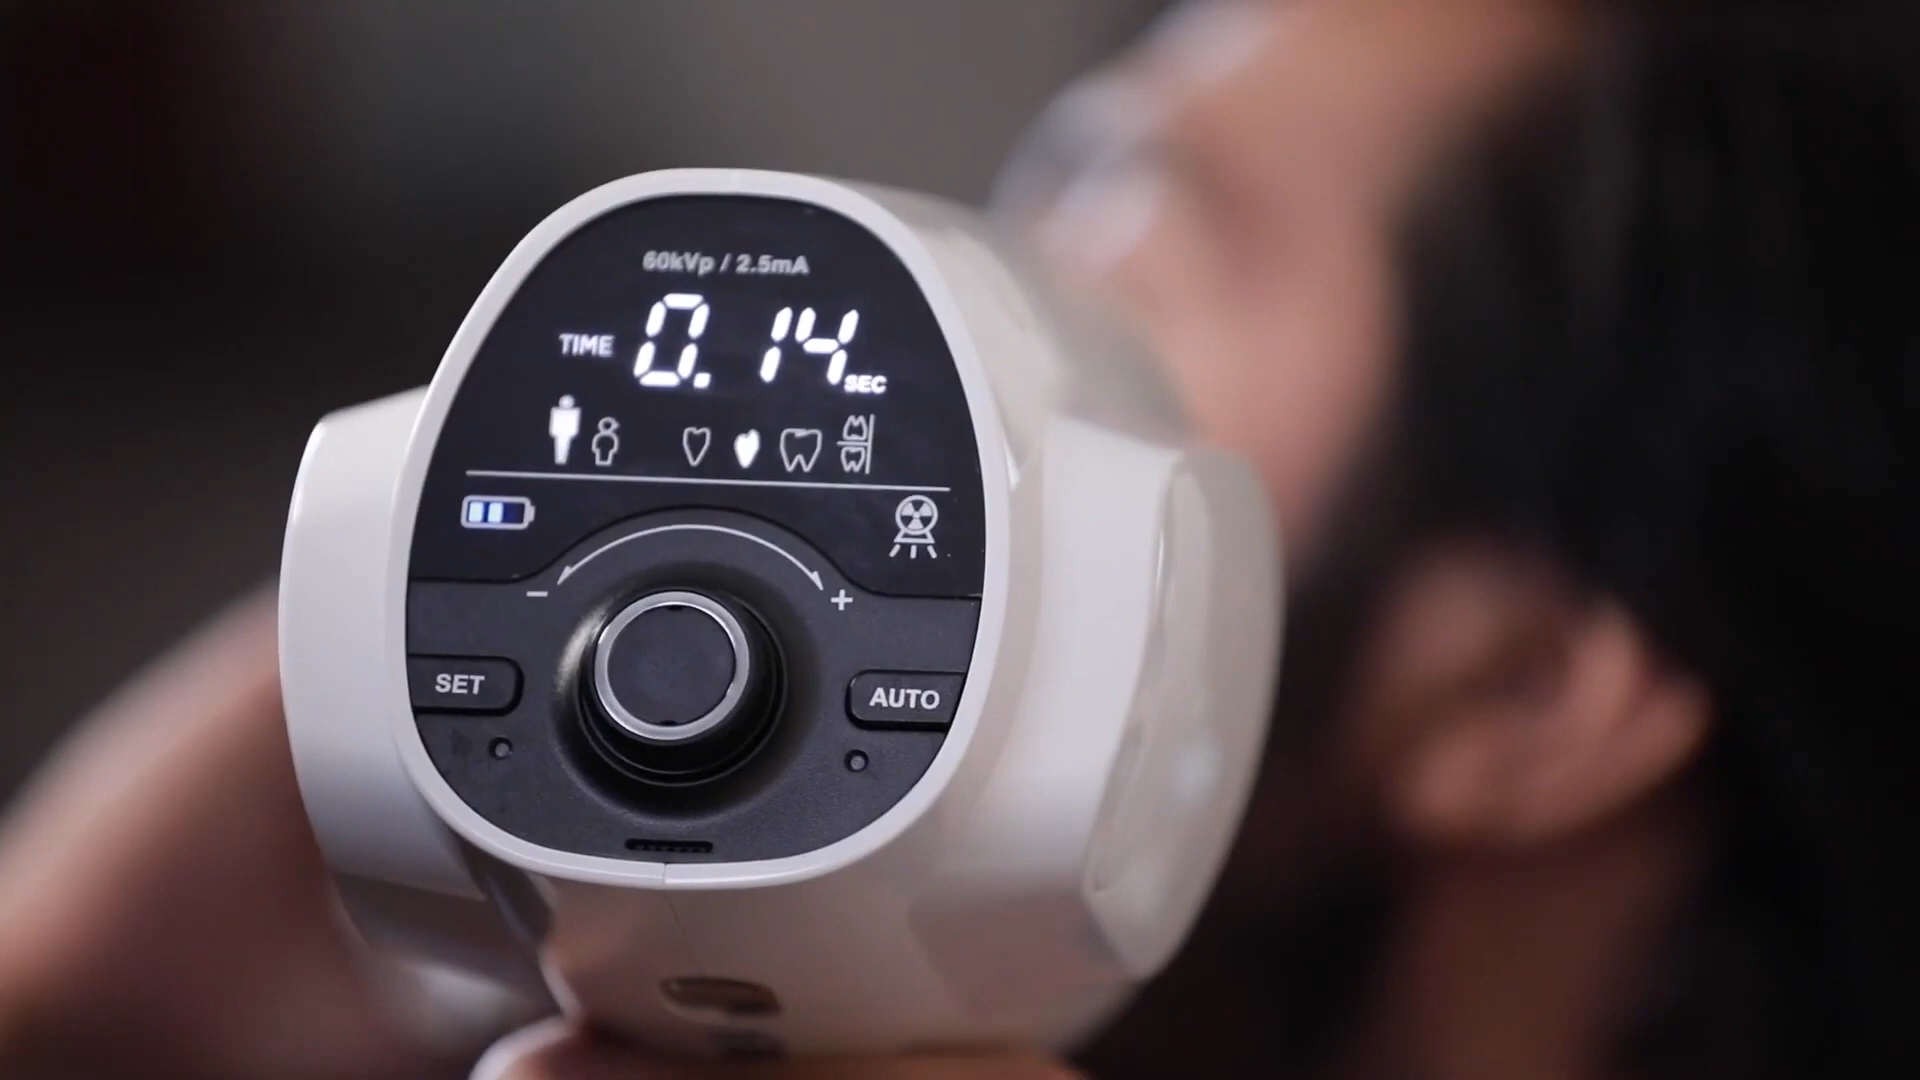 60kVp / 2.5mA
TIME 0.14 SEC
− +
SET
AUTO